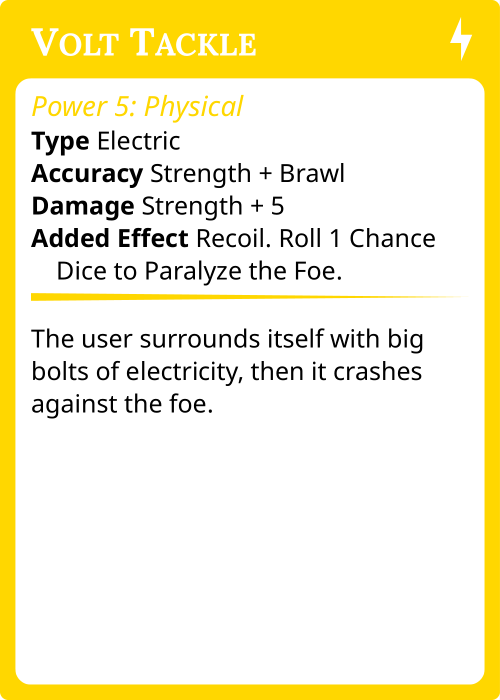 Volt Tackle
Power 5: Physical
Type Electric
Accuracy Strength + Brawl
Damage Strength + 5
Added Effect Recoil. Roll 1 Chance
Dice to Paralyze the Foe.
The user surrounds itself with big
bolts of electricity, then it crashes
against the foe.